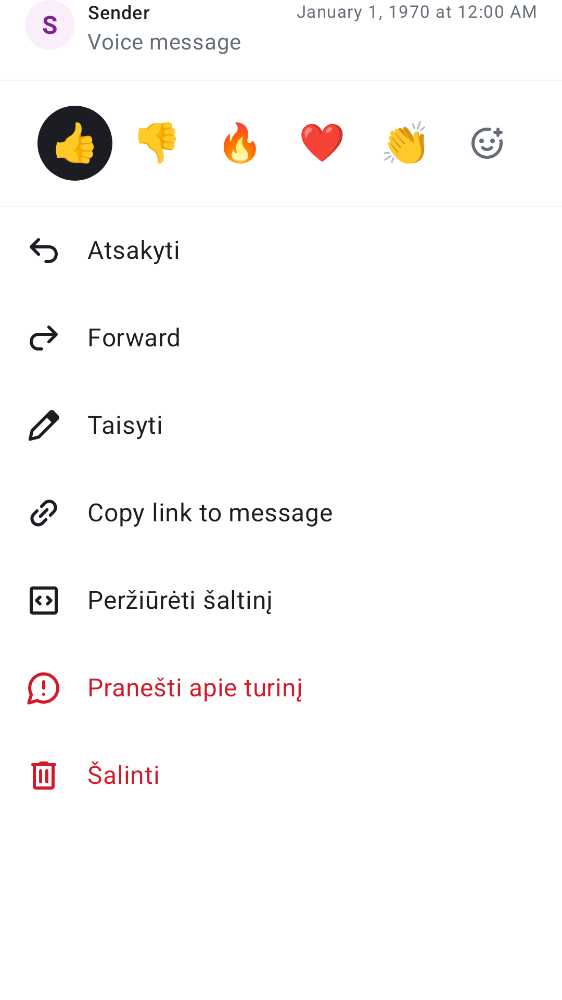 S
Sender
January 1, 1970 at 12:00 AM
Voice message
Atsakyti
Forward
Taisyti
Copy link to message
Peržiūrėti šaltinį
Pranešti apie turinį
Šalinti